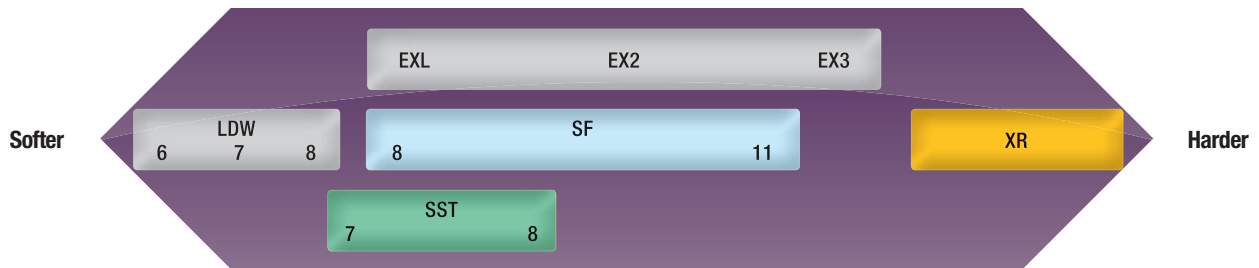 EXL EX2 EX3
Softer
LDW
6 7 8
SF
8 11
XR
Harder
SST
7 8